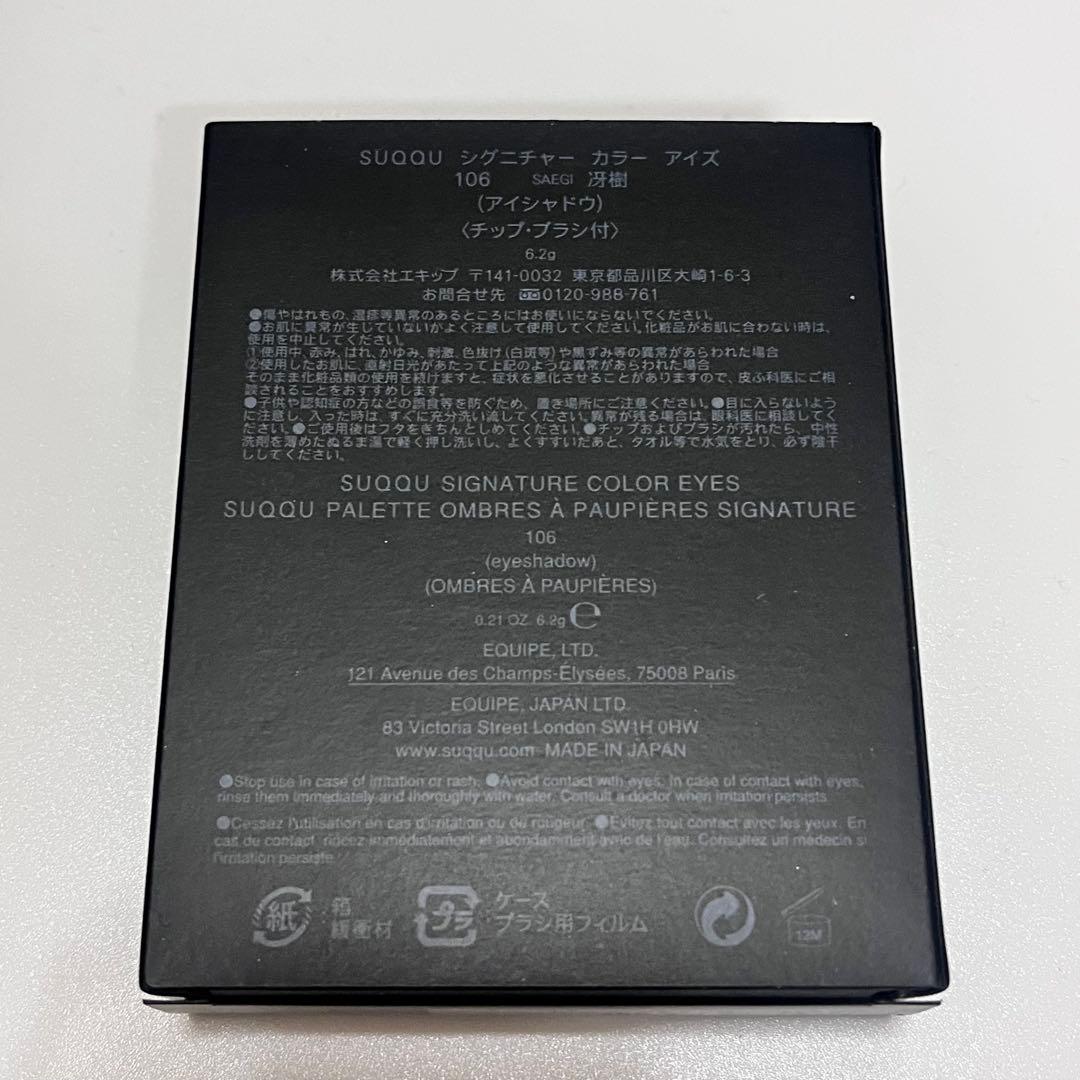 SUQQU シグニチャー カラー アイズ
106 SAEGI 冴樹
(アイシャドウ)
〈チップ・ブラシ付〉
6.2g
株式会社エキップ 〒141-0032 東京都品川区大崎1-6-3
お問合せ先 0120-988-761
●傷やはれもの、湿疹等異常のあるところにはお使いにならないでください。
●お肌に異常が生じていないかよく注意して使用してください。化粧品がお肌に合わない時は、
使用を中止してください。
①使用中、赤み、はれ、かゆみ、刺激、色抜け(白斑等)や黒ずみ等の異常があらわれた場合
②使用したお肌に、直射日光があたって上記のような異常があらわれた場合
そのまま化粧品類の使用を続けますと、症状を悪化させることがありますので、皮ふ科医にご相
談されることをおすすめします。
●子供や認知症の方などの誤食等を防ぐため、置き場所にご注意ください。●目に入らないよう
に注意し、入った時は、すぐに充分洗い流してください。異常が残る場合は、眼科医に相談してく
ださい。●ご使用後はフタをきちんとしめてください。●チップおよびブラシが汚れたら、中性
洗剤を薄めたぬるま湯で軽く押し洗いし、よくすすいだあと、タオル等で水気をとり、必ず陰干
ししてください。
SUQQU SIGNATURE COLOR EYES
SUQQU PALETTE OMBRES À PAUPIÈRES SIGNATURE
106
(eyeshadow)
(OMBRES À PAUPIÈRES)
0.21 OZ. 6.2g ℮
EQUIPE, LTD.
121 Avenue des Champs-Élysées, 75008 Paris
EQUIPE, JAPAN LTD.
83 Victoria Street London SW1H 0HW
www.suqqu.com MADE IN JAPAN
●Stop use in case of irritation or rash. ●Avoid contact with eyes. In case of contact with eyes,
rinse them immediately and thoroughly with water. Consult a doctor when irritation persists.
●Cessez l'utilisation en cas d'irritation ou de rougeur. ●Evitez tout contact avec les yeux. En
cas de contact, rincez immédiatement et abondamment avec de l'eau. Consultez un médecin si
l'irritation persiste.
紙 箱
緩衝材
プラ ケース
ブラシ用フィルム
12M